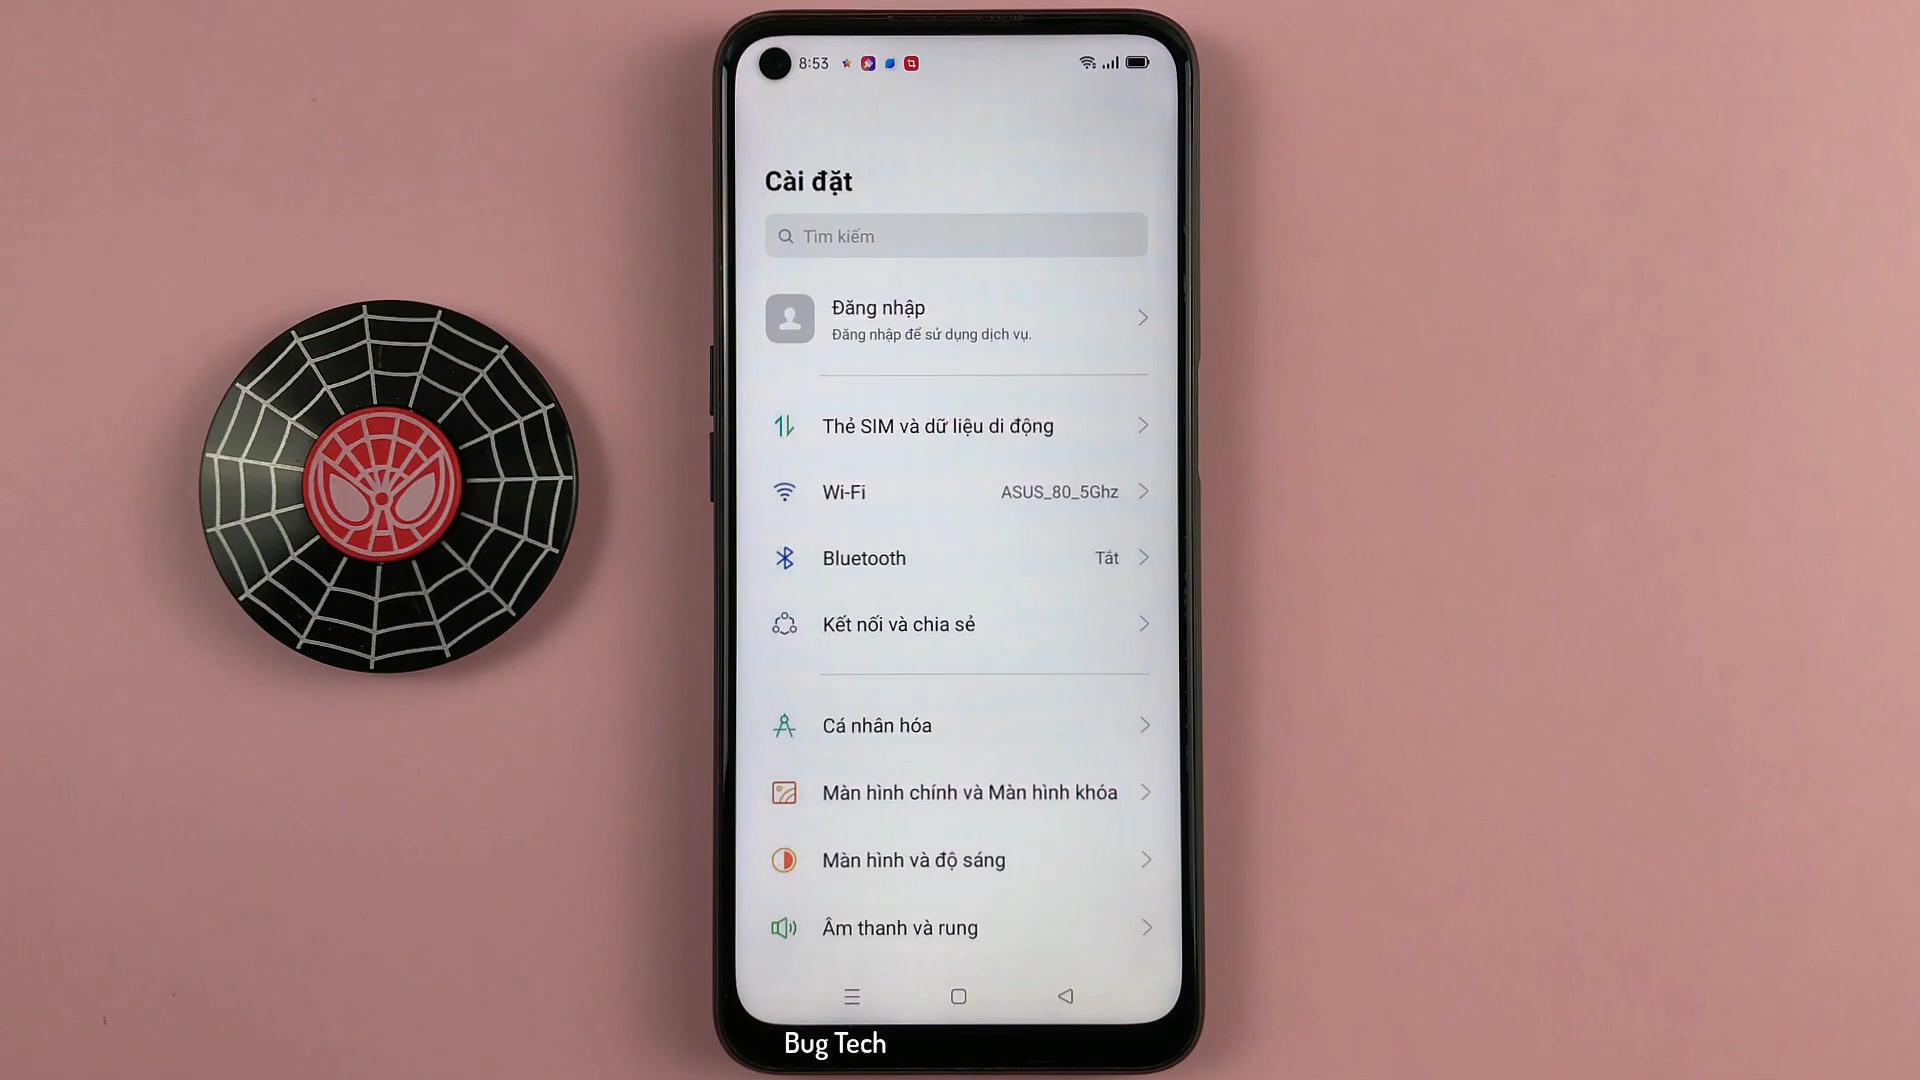 8:53
Cài đặt
Tìm kiếm
Đăng nhập
Đăng nhập để sử dụng dịch vụ.
Thẻ SIM và dữ liệu di động
Wi-Fi ASUS_80_5Ghz
Bluetooth Tắt
Kết nối và chia sẻ
Cá nhân hóa
Màn hình chính và Màn hình khóa
Màn hình và độ sáng
Âm thanh và rung
Bug Tech